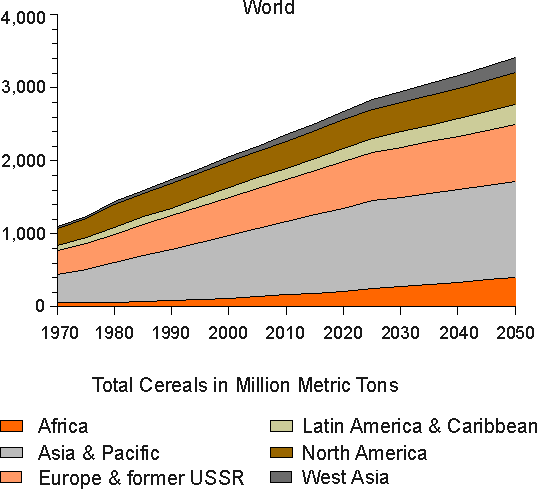 World
4,000
3,000
2,000
1,000
0
1970 1980 1990 2000 2010 2020 2030 2040 2050
Total Cereals in Million Metric Tons
Africa
Latin America & Caribbean
Asia & Pacific
North America
Europe & former USSR
West Asia